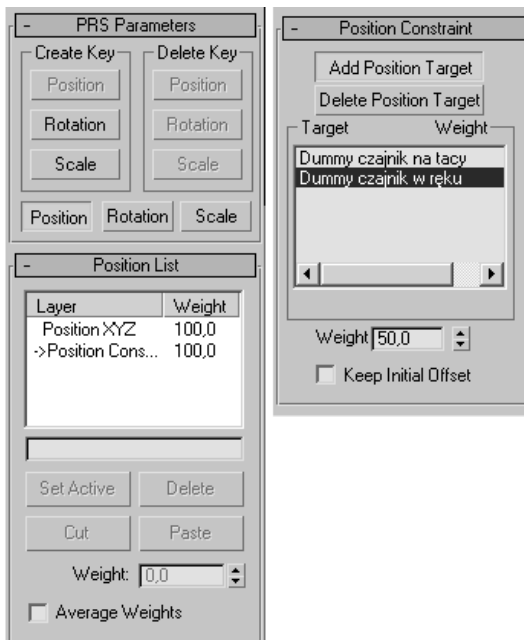 - PRS Parameters
Create Key Delete Key
Position Position
Rotation Rotation
Scale Scale
Position Rotation Scale
- Position List
Layer Weight
Position XYZ 100,0
->Position Cons... 100,0
Set Active Delete
Cut Paste
Weight: 0,0
Average Weights
- Position Constraint
Add Position Target
Delete Position Target
Target Weight
Dummy czajnik na tacy
Dummy czajnik w ręku
Weight 50,0
Keep Initial Offset